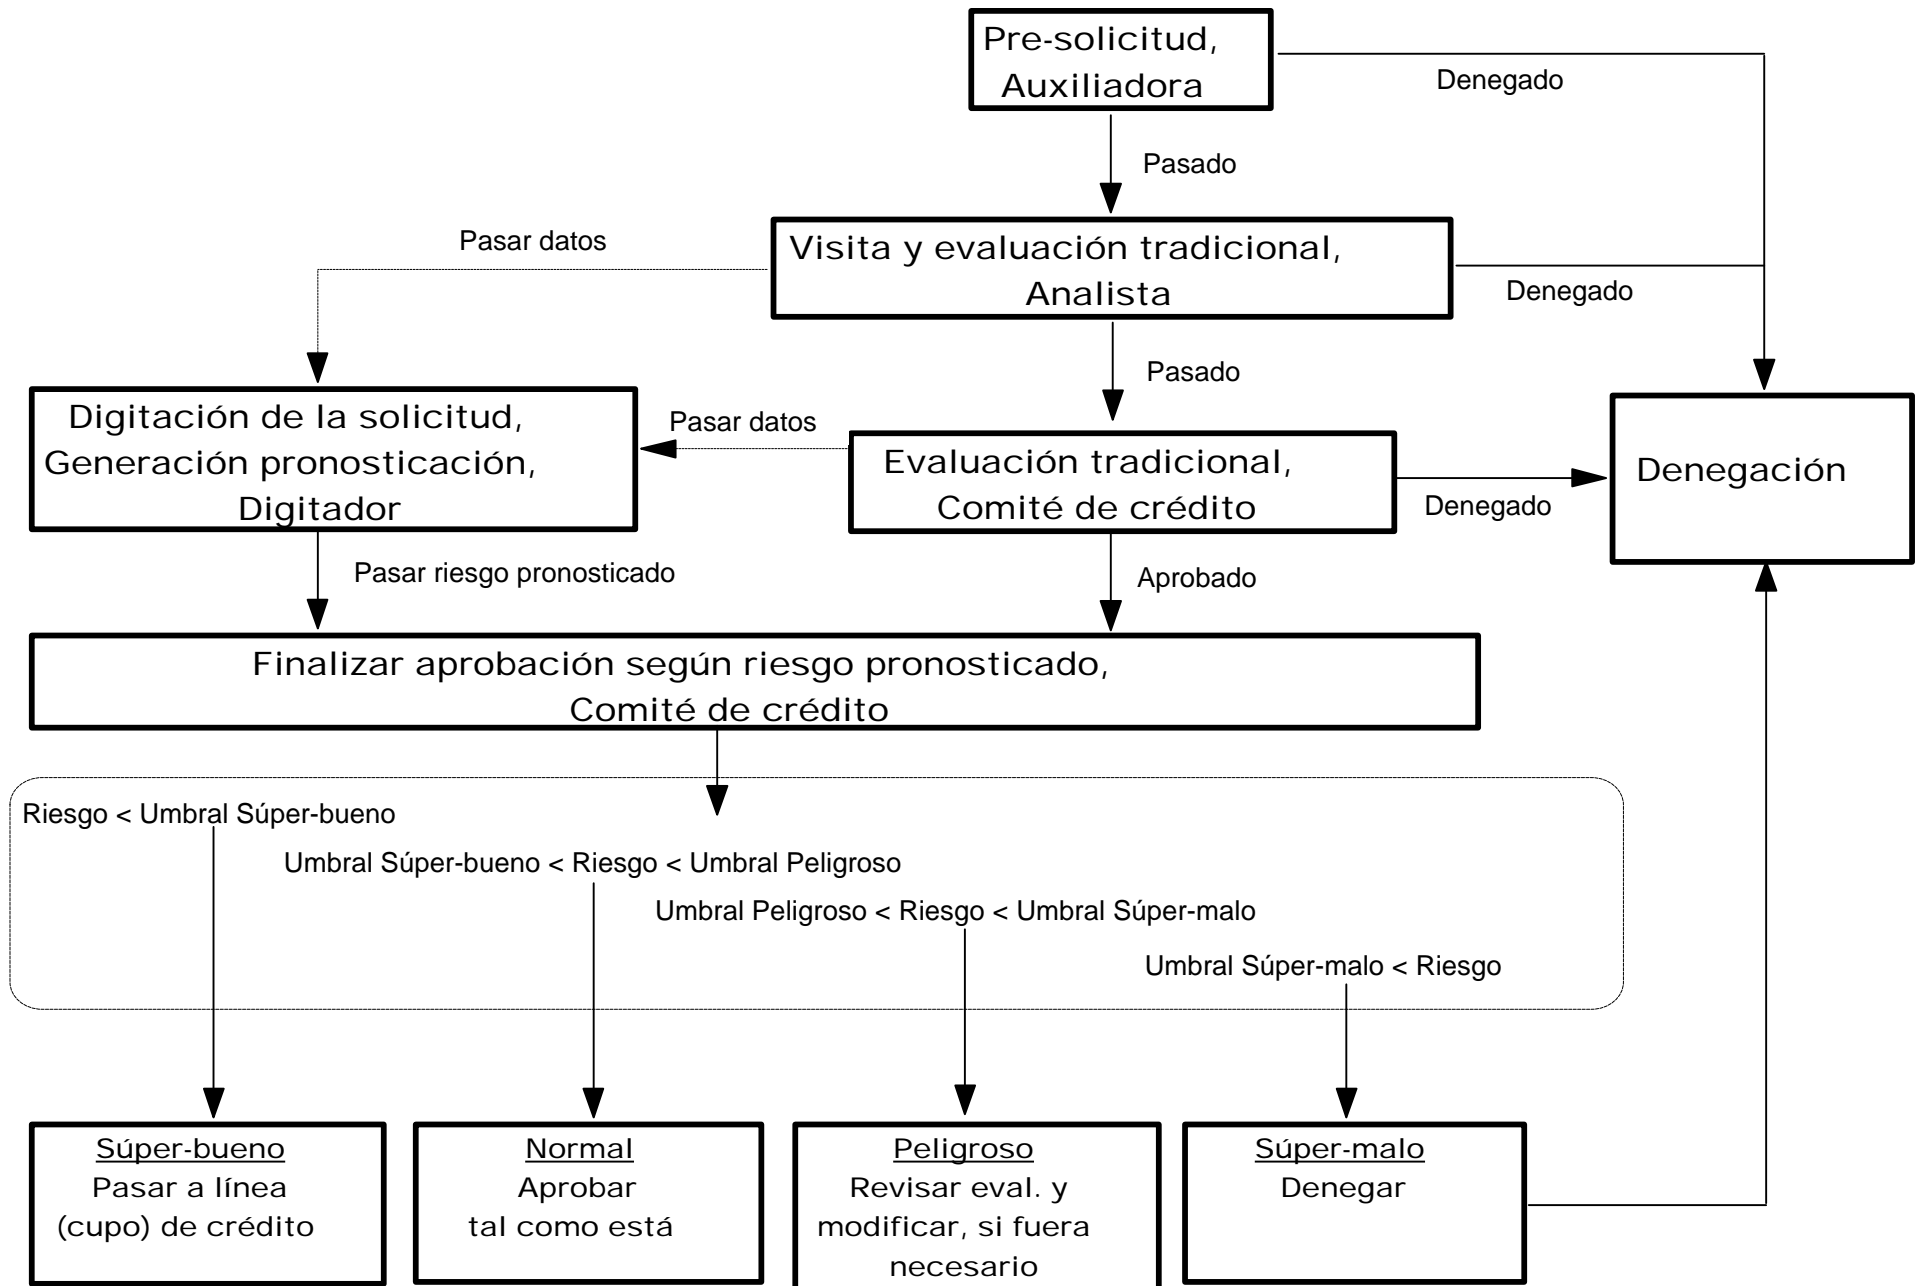 Pre-solicitud,
Auxiliadora
Denegado
Pasado
Pasar datos
Visita y evaluación tradicional,
Analista
Denegado
Pasado
Digitación de la solicitud,
Generación pronosticación,
Digitador
Pasar datos
Evaluación tradicional,
Comité de crédito
Denegado
Denegación
Pasar riesgo pronosticado
Aprobado
Finalizar aprobación según riesgo pronosticado,
Comité de crédito
Riesgo < Umbral Súper-bueno
Umbral Súper-bueno < Riesgo < Umbral Peligroso
Umbral Peligroso < Riesgo < Umbral Súper-malo
Umbral Súper-malo < Riesgo
Súper-bueno
Pasar a línea
(cupo) de crédito
Normal
Aprobar
tal como está
Peligroso
Revisar eval. y
modificar, si fuera
necesario
Súper-malo
Denegar